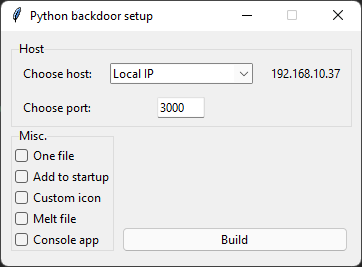 Python backdoor setup
Host
Choose host: Local IP 192.168.10.37
Choose port: 3000
Misc.
One file
Add to startup
Custom icon
Melt file
Console app
Build